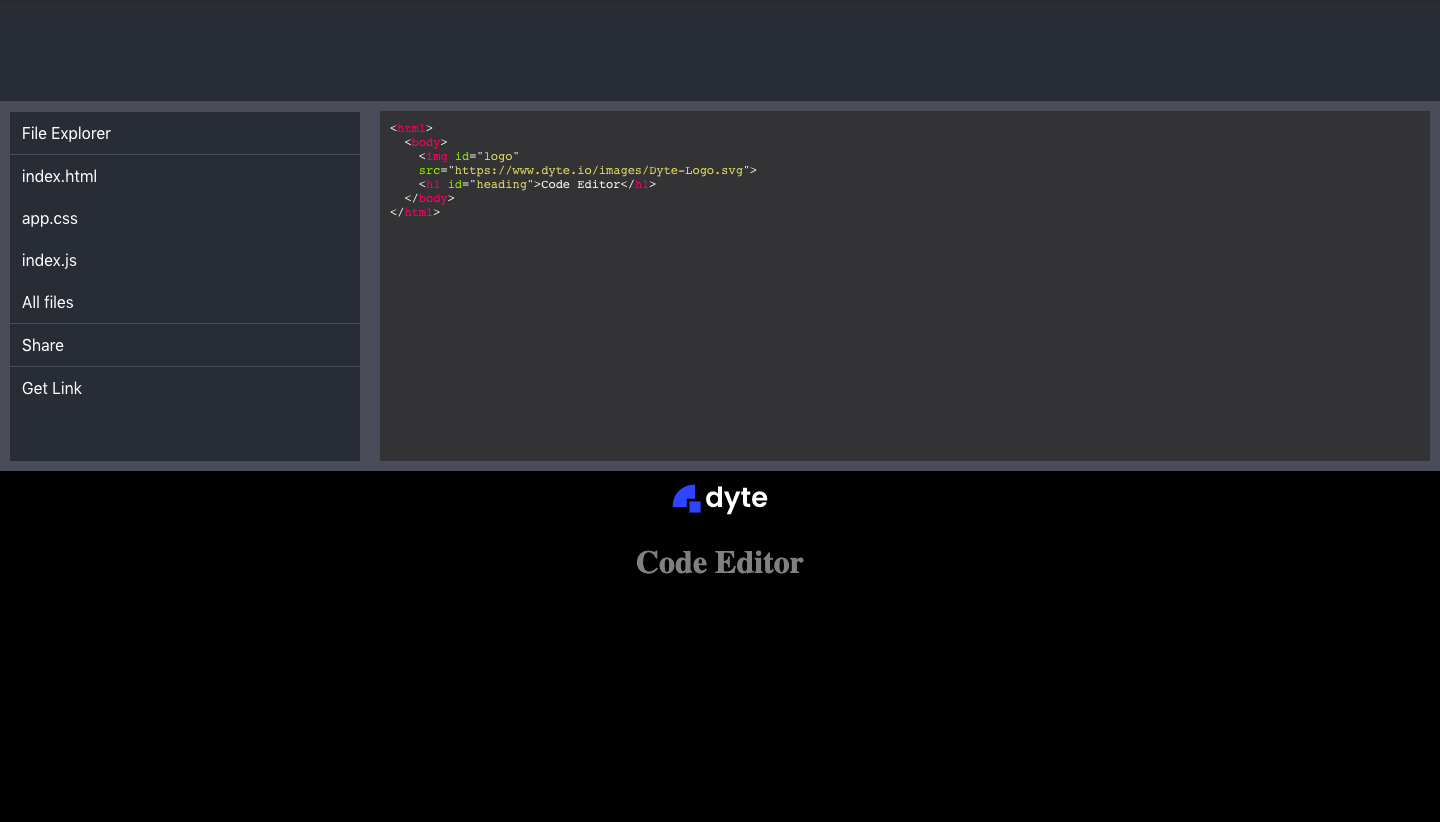 File Explorer
index.html
app.css
index.js
All files
Share
Get Link
<html>
  <body>
    <img id="logo"
    src="https://www.dyte.io/images/Dyte-Logo.svg">
    <h1 id="heading">Code Editor</h1>
  </body>
</html>
dyte
Code Editor